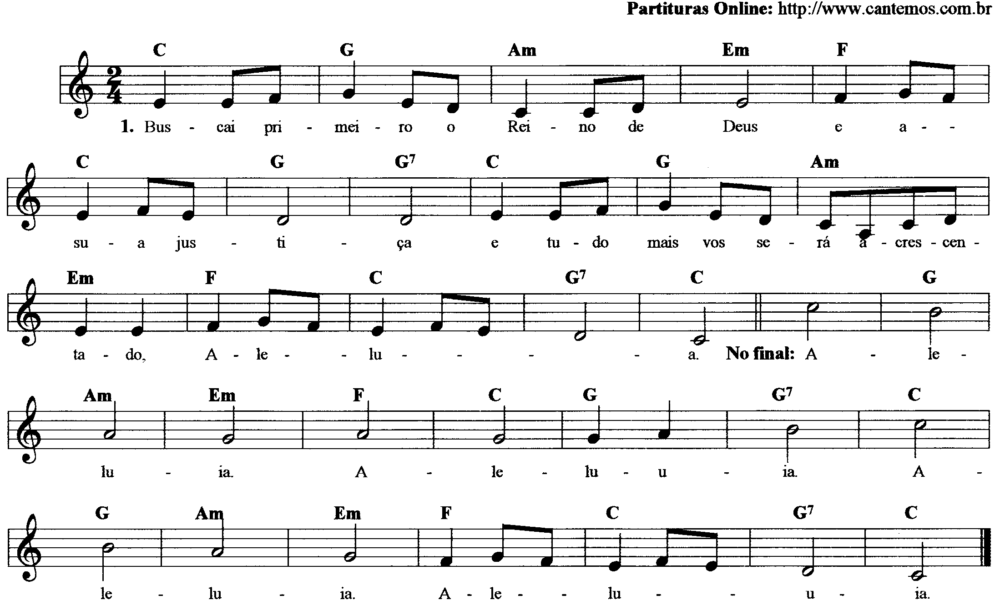 Partituras Online: http://www.cantemos.com.br
C G Am Em F
2
4
1. Bus - cai pri - mei - ro o Rei - no de Deus e a - -
C G G7 C G Am
su - a jus - ti - ça e tu - do mais vos se - rá a - cres - cen -
Em F C G7 C G
ta - do, A - le - - lu - - - - a. No final: A - le -
Am Em F C G G7 C
lu - ia. A - le - lu - u - ia. A -
G Am Em F C G7 C
le - lu - ia. A - le - - lu - - u - ia.